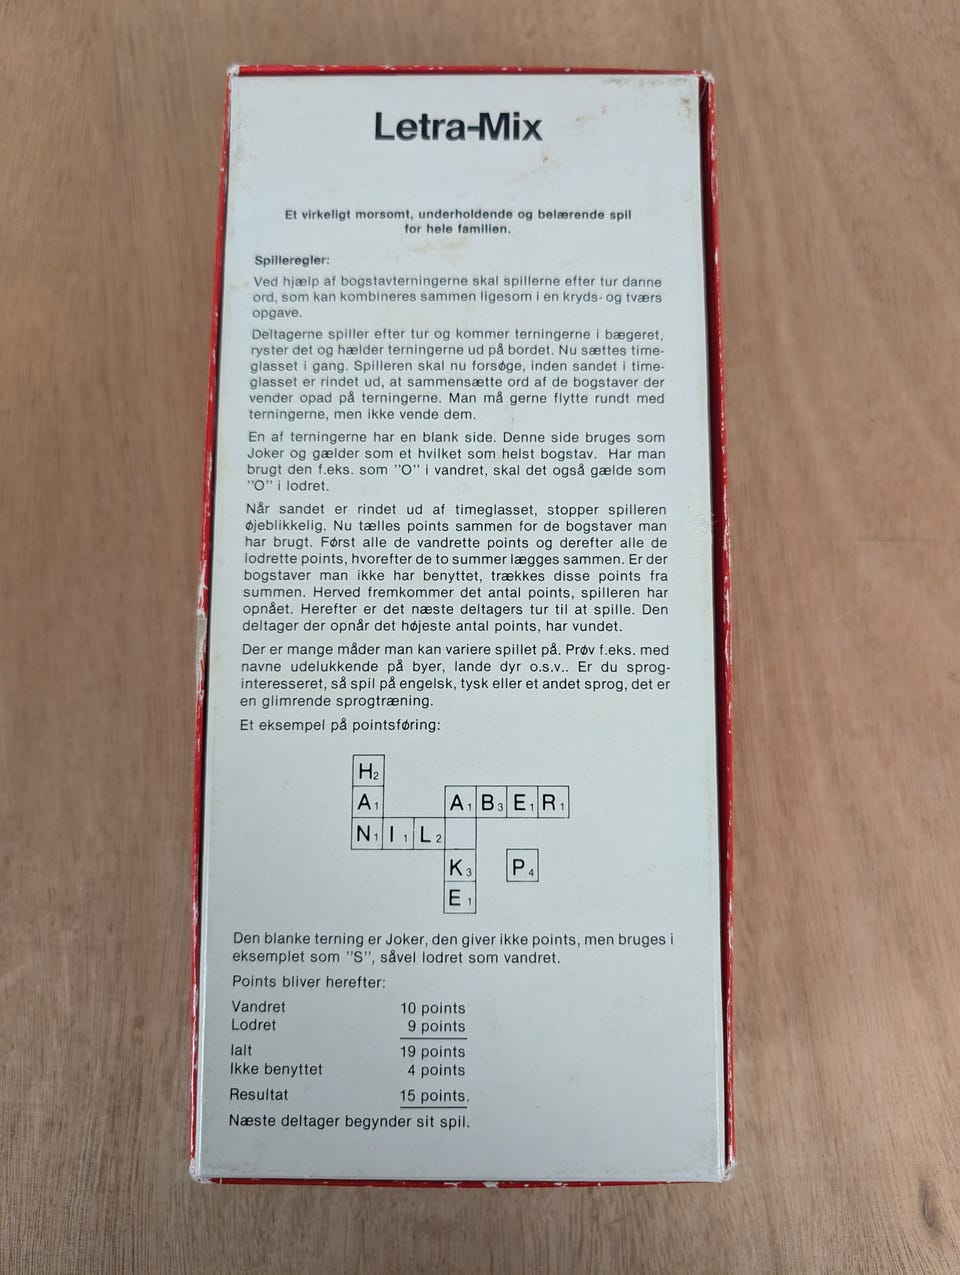 Letra-Mix
Et virkeligt morsomt, underholdende og belærende spil
for hele familien.
Spilleregler:
Ved hjælp af bogstavterningerne skal spillerne efter tur danne
ord, som kan kombineres sammen ligesom i en kryds- og tværs
opgave.
Deltagerne spiller efter tur og kommer terningerne i bægeret,
ryster det og hælder terningerne ud på bordet. Nu sættes time-
glasset i gang. Spilleren skal nu forsøge, inden sandet i time-
glasset er rindet ud, at sammensætte ord af de bogstaver der
vender opad på terningerne. Man må gerne flytte rundt med
terningerne, men ikke vende dem.
En af terningerne har en blank side. Denne side bruges som
Joker og gælder som et hvilket som helst bogstav. Har man
brugt den f.eks. som "O" i vandret, skal det også gælde som
"O" i lodret.
Når sandet er rindet ud af timeglasset, stopper spilleren
øjeblikkelig. Nu tælles points sammen for de bogstaver man
har brugt. Først alle de vandrette points og derefter alle de
lodrette points, hvorefter de to summer lægges sammen. Er der
bogstaver man ikke har benyttet, trækkes disse points fra
summen. Herved fremkommer det antal points, spilleren har
opnået. Herefter er det næste deltagers tur til at spille. Den
deltager der opnår det højeste antal points, har vundet.
Der er mange måder man kan variere spillet på. Prøv f.eks. med
navne udelukkende på byer, lande dyr o.s.v.. Er du sprog-
interesseret, så spil på engelsk, tysk eller et andet sprog, det er
en glimrende sprogtræning.
Et eksempel på pointsføring:
H2
A1 A1 B3 E1 R1
N1 I1 L2
K3 P4
E1
Den blanke terning er Joker, den giver ikke points, men bruges i
eksemplet som "S", såvel lodret som vandret.
Points bliver herefter:
Vandret 10 points
Lodret 9 points
Ialt 19 points
Ikke benyttet 4 points
Resultat 15 points.
Næste deltager begynder sit spil.